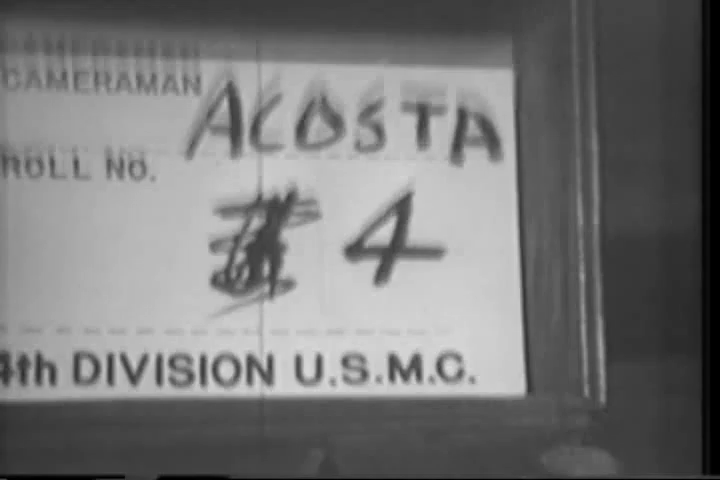 CAMERAMAN ACOSTA
ROLL NO. 4
4th DIVISION U.S.M.C.